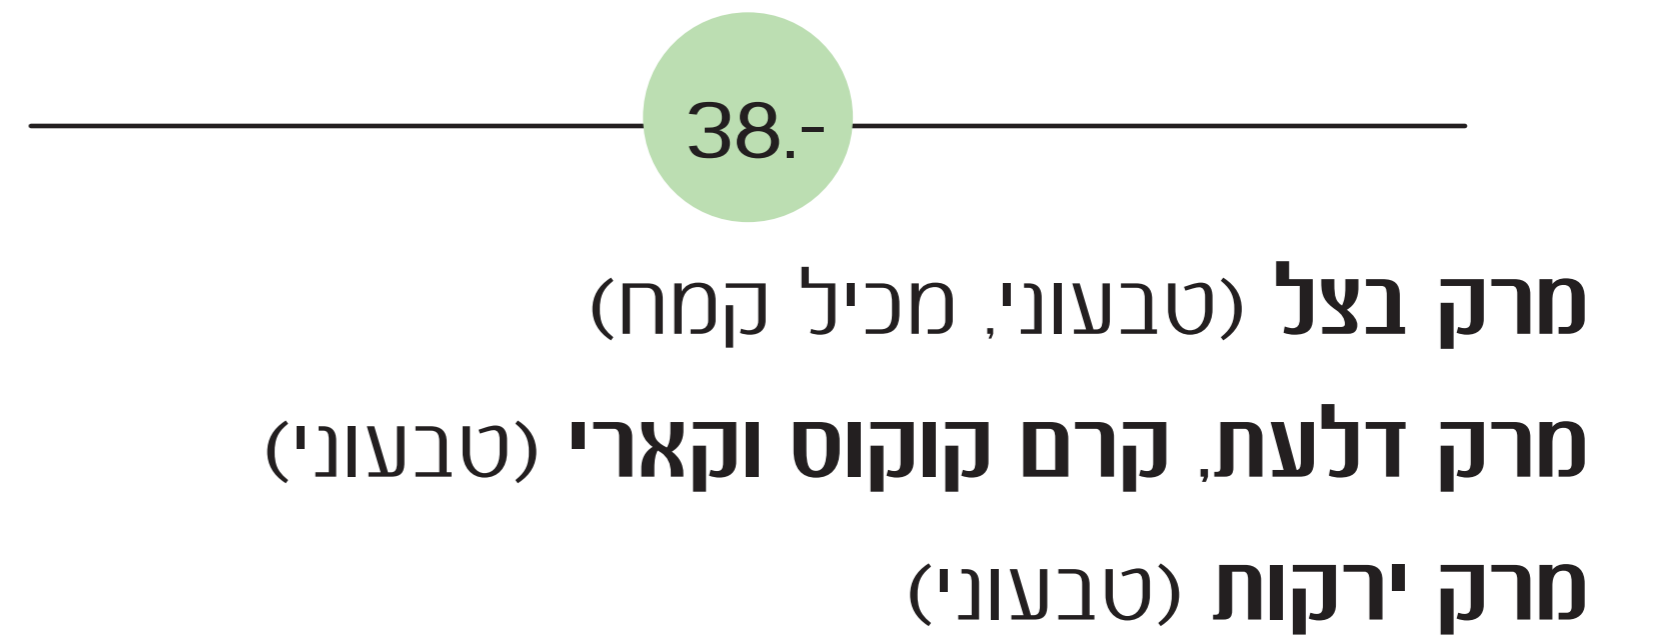 38.-
מרק בצל (טבעוני, מכיל קמח)
מרק דלעת, קרם קוקוס וקארי (טבעוני)
מרק ירקות (טבעוני)